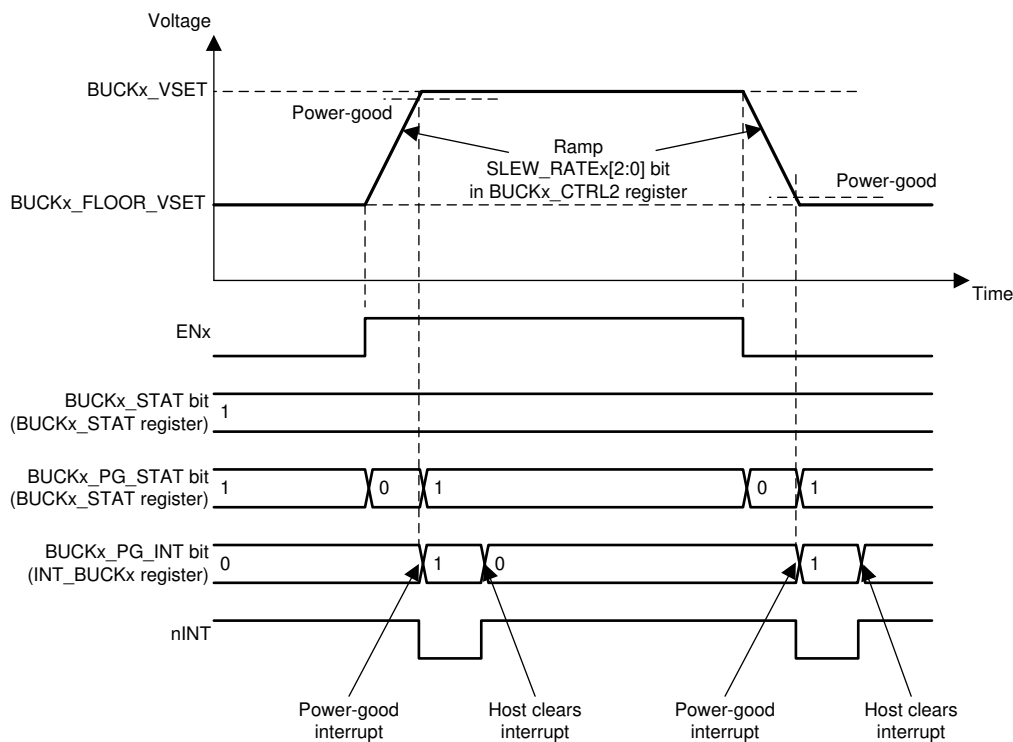 Voltage
BUCKx_VSET
Power-good
Ramp
SLEW_RATEx[2:0] bit
in BUCKx_CTRL2 register
Power-good
BUCKx_FLOOR_VSET
Time
ENx
BUCKx_STAT bit
(BUCKx_STAT register)
1
BUCKx_PG_STAT bit
(BUCKx_STAT register)
1 0 1 0 1
BUCKx_PG_INT bit
(INT_BUCKx register)
0 1 0 1
nINT
Power-good
interrupt
Host clears
interrupt
Power-good
interrupt
Host clears
interrupt